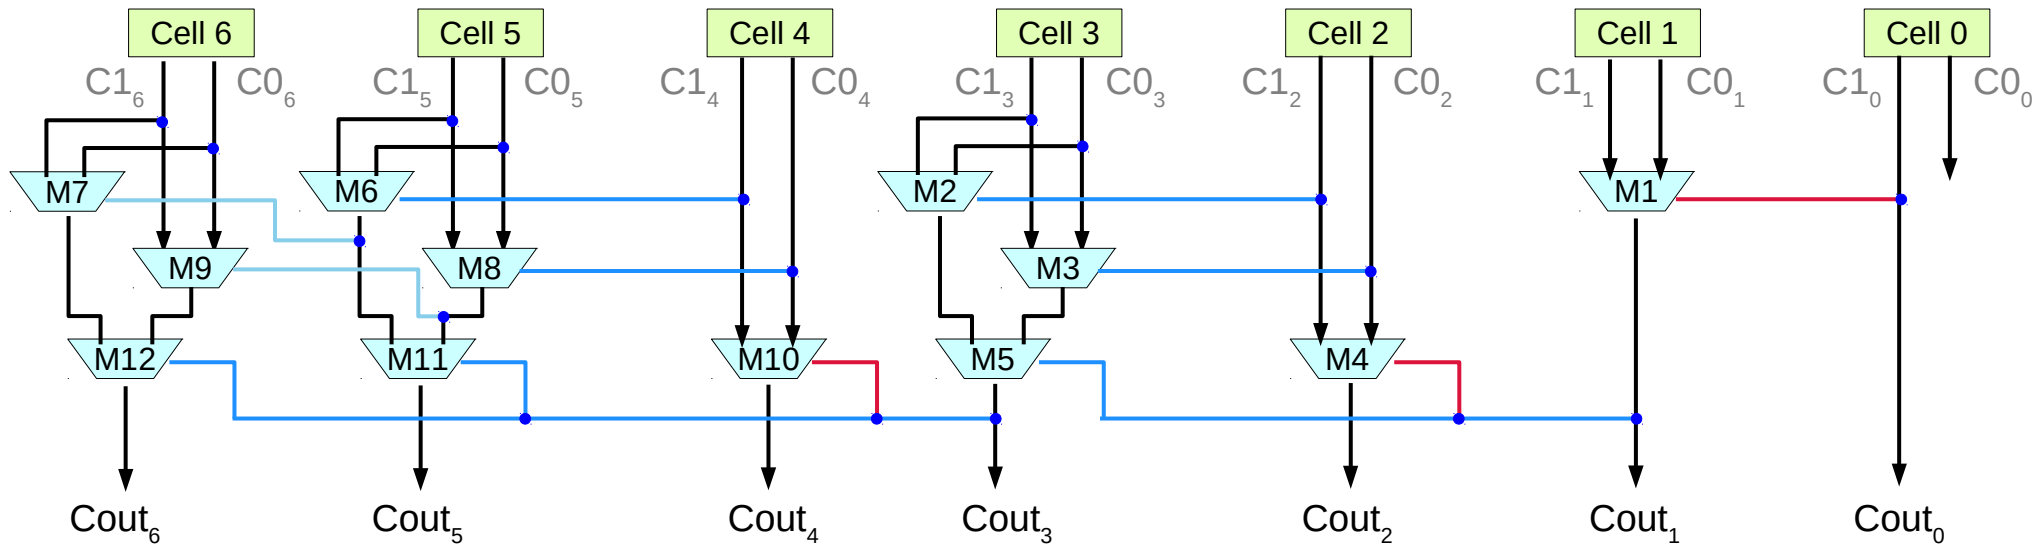 Cell 6 Cell 5 Cell 4 Cell 3 Cell 2 Cell 1 Cell 0
C1₆ C0₆ C1₅ C0₅ C1₄ C0₄ C1₃ C0₃ C1₂ C0₂ C1₁ C0₁ C1₀ C0₀
M7 M6 M2 M1
M9 M8 M3
M12 M11 M10 M5 M4
Cout₆ Cout₅ Cout₄ Cout₃ Cout₂ Cout₁ Cout₀